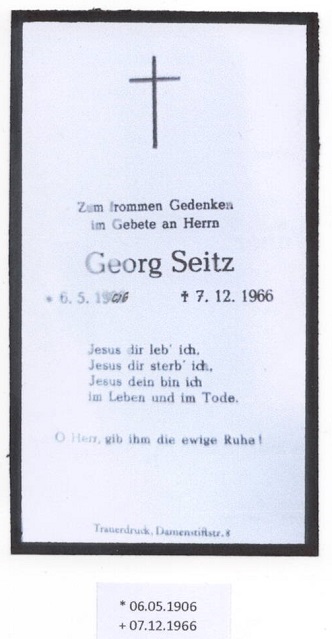 Zum frommen Gedenken
im Gebete an Herrn
Georg Seitz
* 6. 5. 1906 † 7. 12. 1966
Jesus dir leb' ich,
Jesus dir sterb' ich,
Jesus dein bin ich
im Leben und im Tode.
O Herr, gib ihm die ewige Ruhe!
Trauerdruck, Damenstiftstr. 8
* 06.05.1906
+ 07.12.1966